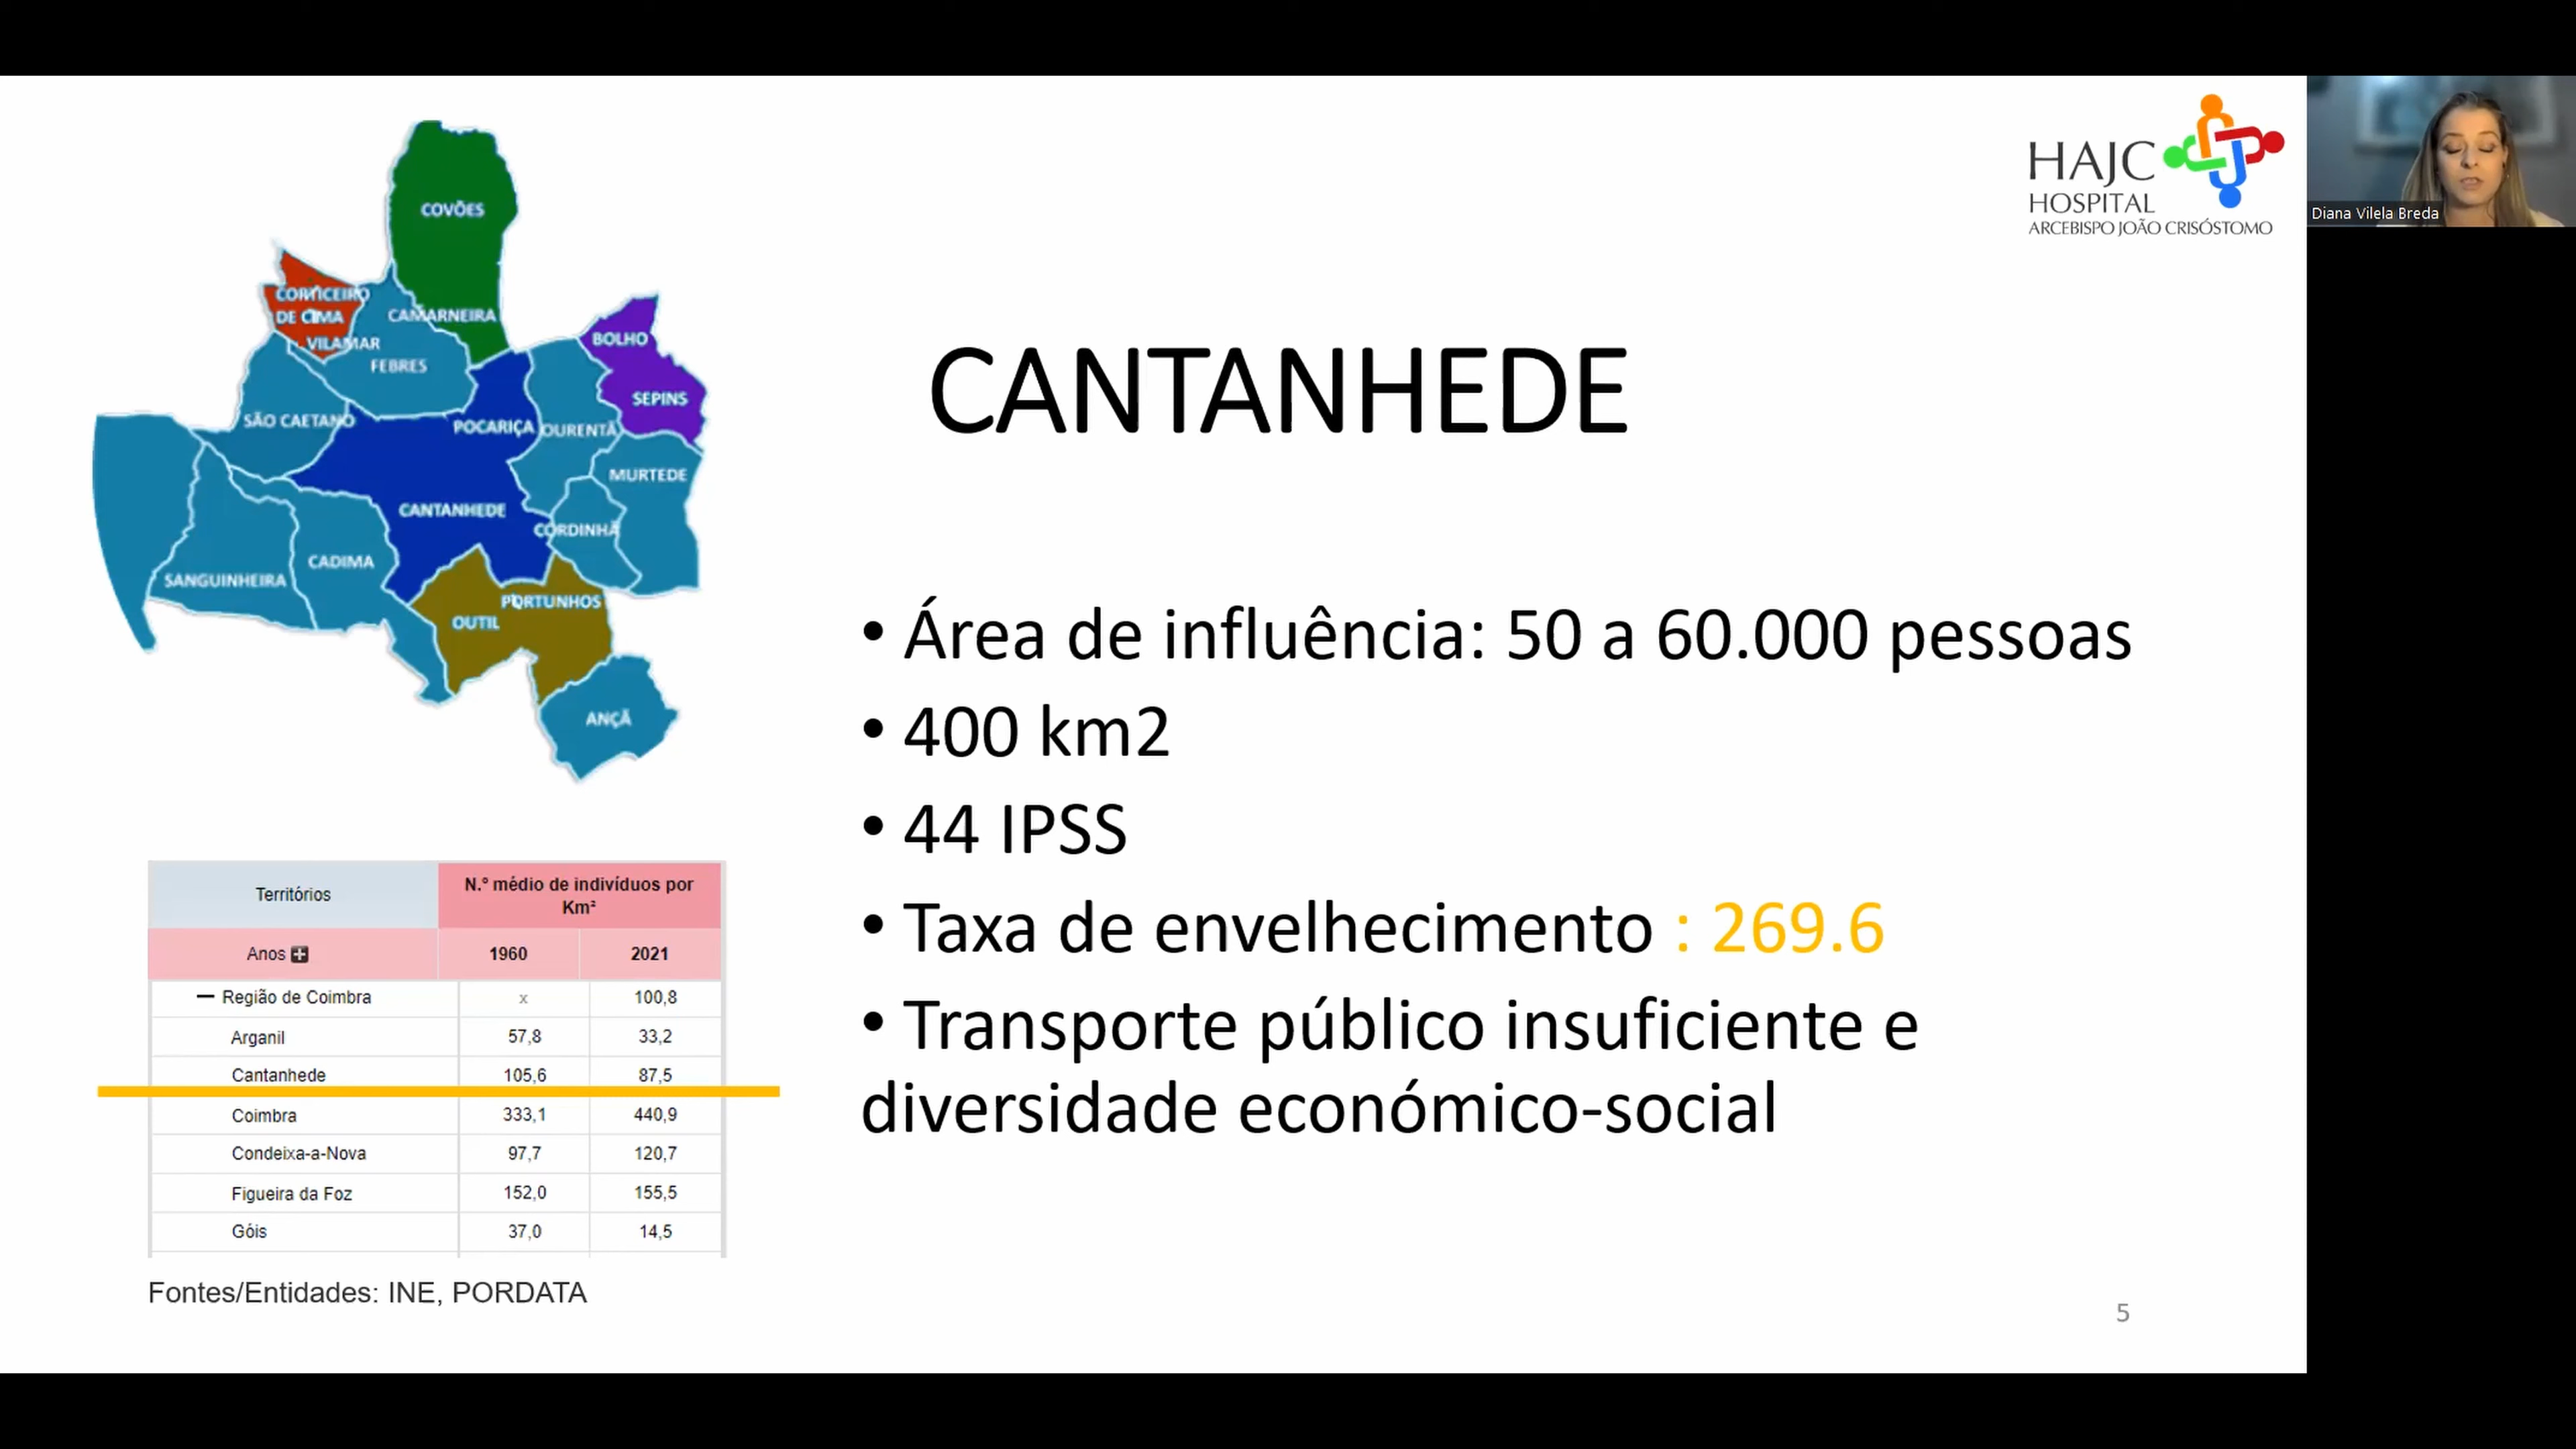 COVÕES
CORTICEIRO
DE CIMA
CAMARNEIRA
VILAMAR
FEBRES
BOLHO
SEPINS
SÃO CAETANO
POCARIÇA
OURENTÃ
MURTEDE
CANTANHEDE
CORDINHÃ
CADIMA
SANGUINHEIRA
PORTUNHOS
OUTIL
ANÇÃ
HAJC
HOSPITAL
ARCEBISPO JOÃO CRISÓSTOMO
Diana Vilela Breda
CANTANHEDE
• Área de influência: 50 a 60.000 pessoas
• 400 km2
• 44 IPSS
• Taxa de envelhecimento : 269.6
• Transporte público insuficiente e
diversidade económico-social
Territórios
N.º médio de indivíduos por
Km²
Anos 1960 2021
Região de Coimbra x 100,8
Arganil 57,8 33,2
Cantanhede 105,6 87,5
Coimbra 333,1 440,9
Condeixa-a-Nova 97,7 120,7
Figueira da Foz 152,0 155,5
Góis 37,0 14,5
Fontes/Entidades: INE, PORDATA
5